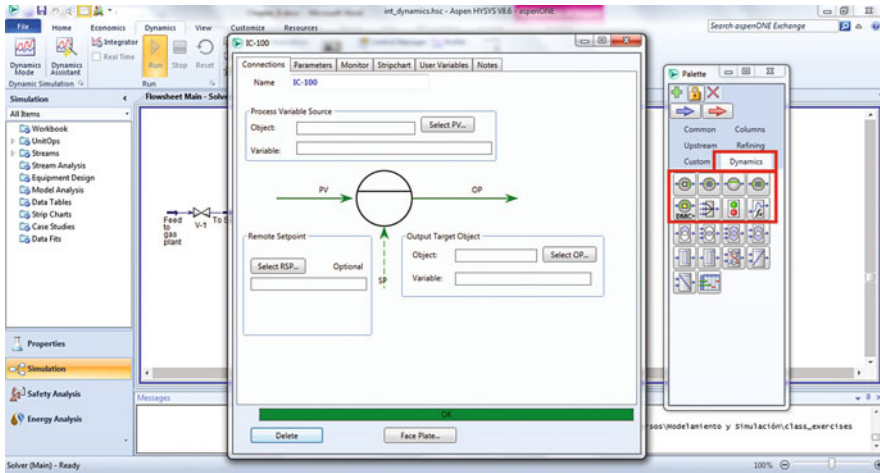 int_dynamics.hsc - Aspen HYSYS V8.6 - aspenONE
File Home Economics Dynamics View Customize Resources
Search aspenONE Exchange
Dynamics Mode
Dynamics Assistant
Integrator
Real Time
Run Stop Reset
Dynamic Simulation
Run
Simulation
All Items
Workbook
UnitOps
Streams
Stream Analysis
Equipment Design
Model Analysis
Data Tables
Strip Charts
Case Studies
Data Fits
Properties
Simulation
Safety Analysis
Energy Analysis
Solver (Main) - Ready
Feed to gas plant
V-1
IC-100
Connections Parameters Monitor Stripchart User Variables Notes
Name IC-100
Process Variable Source
Object: Select PV...
Variable:
PV
OP
SP
Remote Setpoint
Select RSP... Optional
Output Target Object
Object: Select OP...
Variable:
OK
Delete Face Plate...
Messages
Palette
Common Columns
Upstream Refining
Custom Dynamics
DMC+
rsos\Modelamiento y Simulación\class_exercises
100%